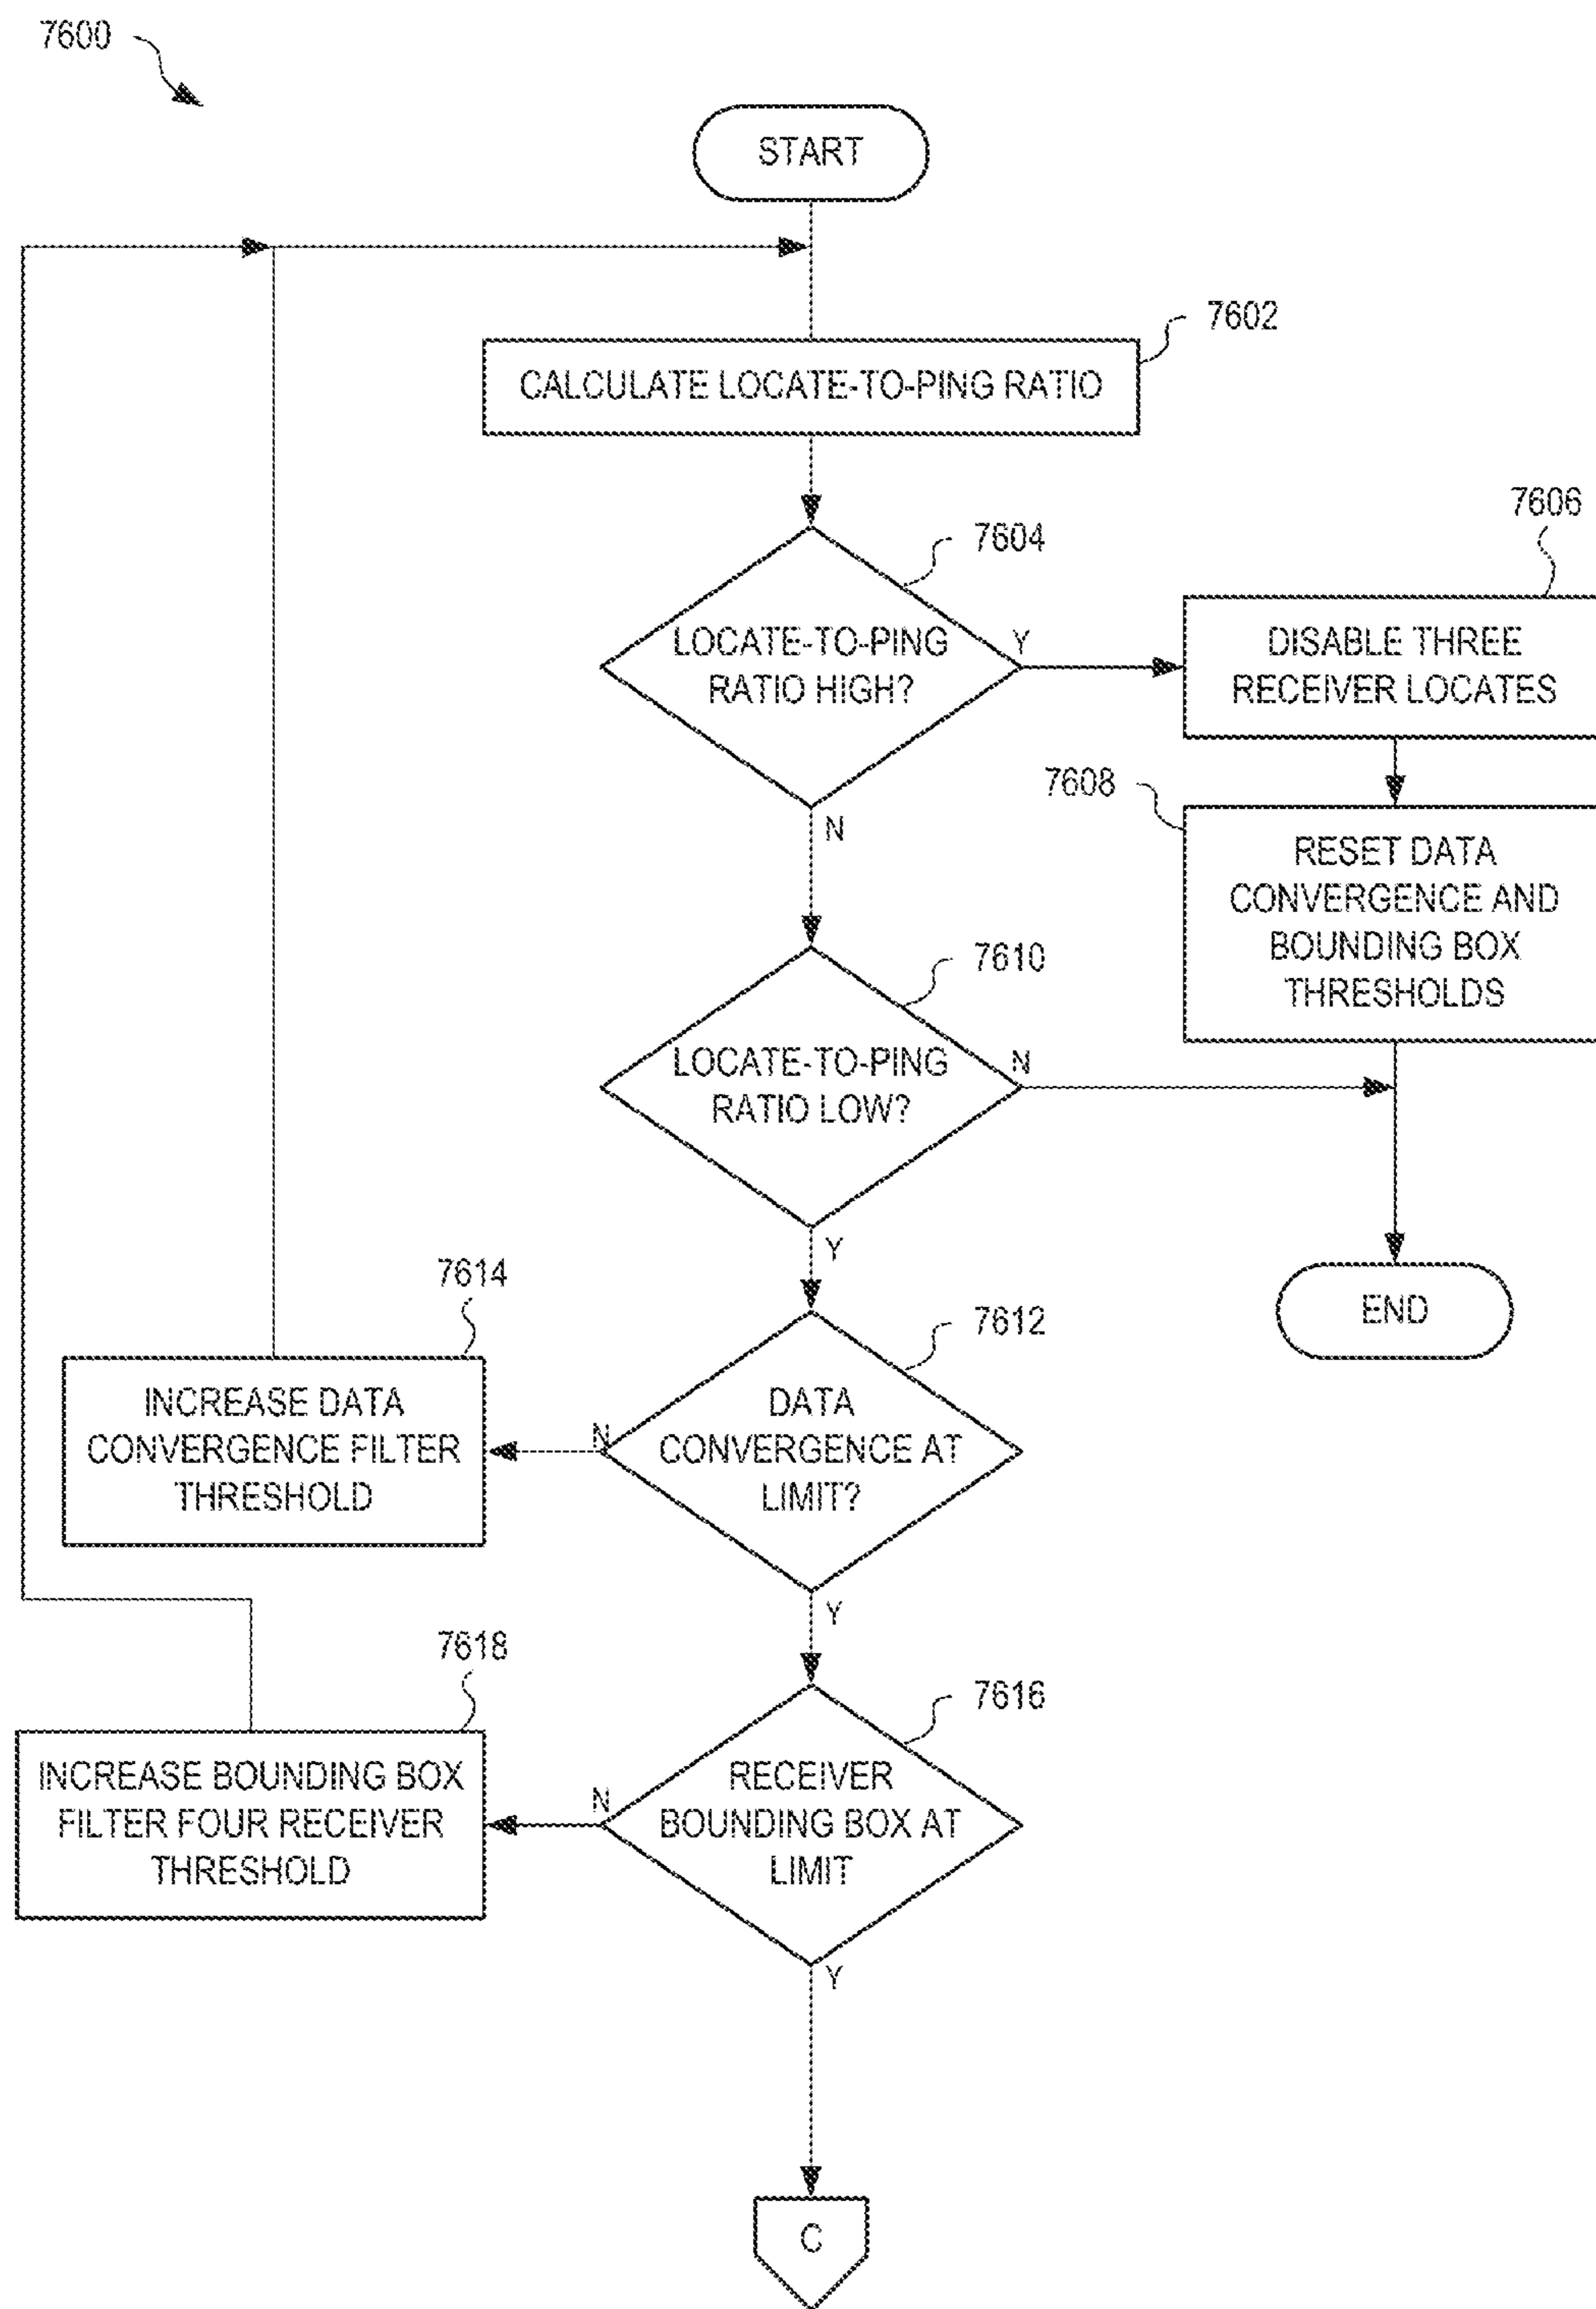 7600
START
7602
CALCULATE LOCATE-TO-PING RATIO
7604
LOCATE-TO-PING
RATIO HIGH?
Y
N
7606
DISABLE THREE
RECEIVER LOCATES
7608
RESET DATA
CONVERGENCE AND
BOUNDING BOX
THRESHOLDS
7610
LOCATE-TO-PING
RATIO LOW?
N
Y
END
7612
DATA
CONVERGENCE AT
LIMIT?
N
Y
7614
INCREASE DATA
CONVERGENCE FILTER
THRESHOLD
7616
RECEIVER
BOUNDING BOX AT
LIMIT
N
Y
7618
INCREASE BOUNDING BOX
FILTER FOUR RECEIVER
THRESHOLD
C